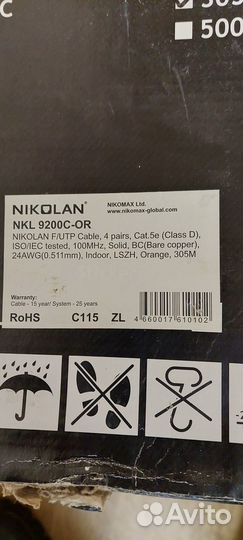 C
500
NIKOLAN®
NIKOMAX Ltd.
www.nikomax-global.com
NKL 9200C-OR
NIKOLAN F/UTP Cable, 4 pairs, Cat.5e (Class D),
ISO/IEC tested, 100MHz, Solid, BC(Bare copper),
24AWG(0.511mm), Indoor, LSZH, Orange, 305M
Warranty:
Cable - 15 year/ System - 25 years
RoHS C115 ZL
4 660017 610102
Avito